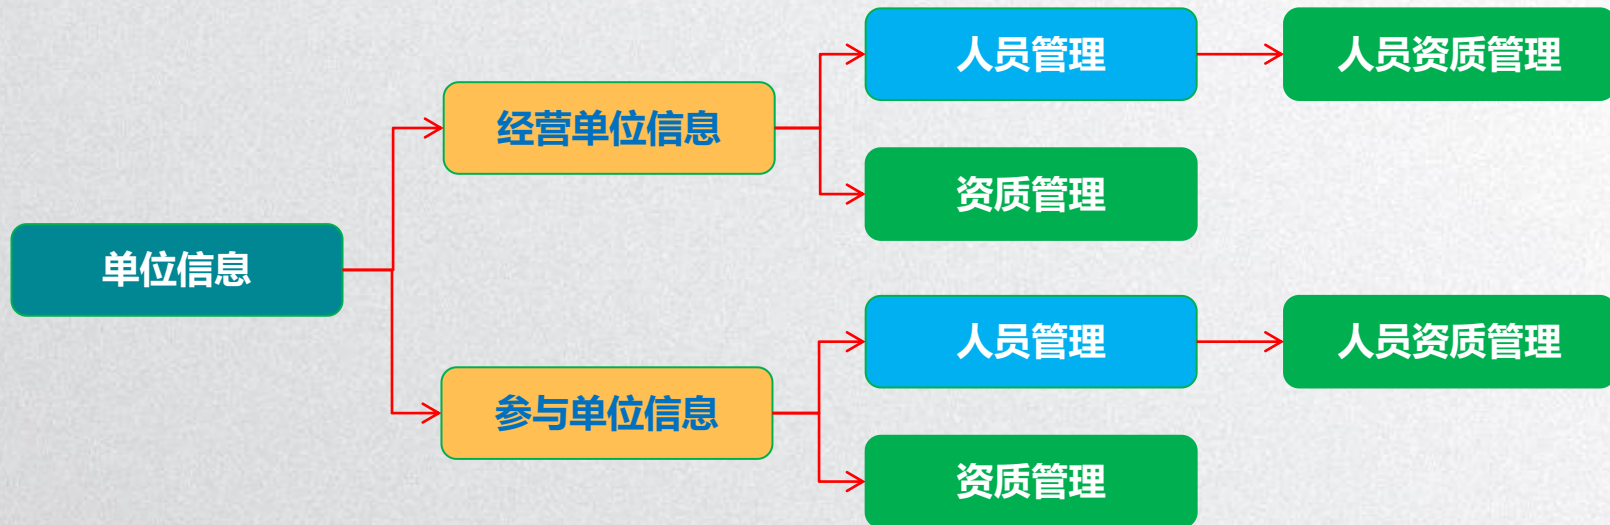 单位信息
经营单位信息
人员管理
人员资质管理
资质管理
参与单位信息
人员管理
人员资质管理
资质管理